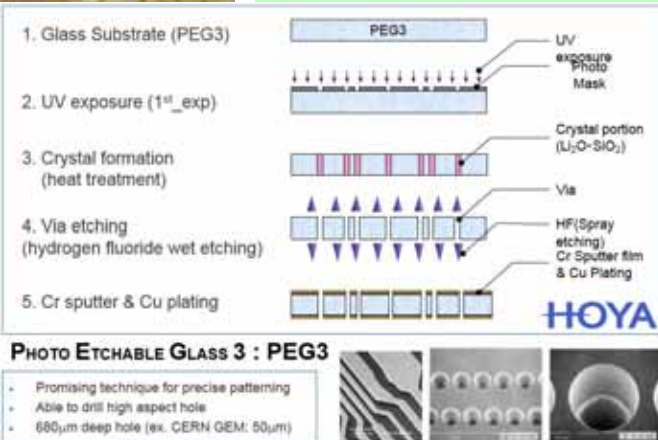 1. Glass Substrate (PEG3)
PEG3
UV
exposure
Photo
Mask
2. UV exposure (1st_exp)
3. Crystal formation
(heat treatment)
Crystal portion
(Li2O-SiO2)
Via
4. Via etching
(hydrogen fluoride wet etching)
HF(Spray
etching)
Cr Sputter film
& Cu Plating
5. Cr sputter & Cu plating
HOYA
PHOTO ETCHABLE GLASS 3 : PEG3
Promising technique for precise patterning
Able to drill high aspect hole
680μm deep hole (ex. CERN GEM: 50μm)